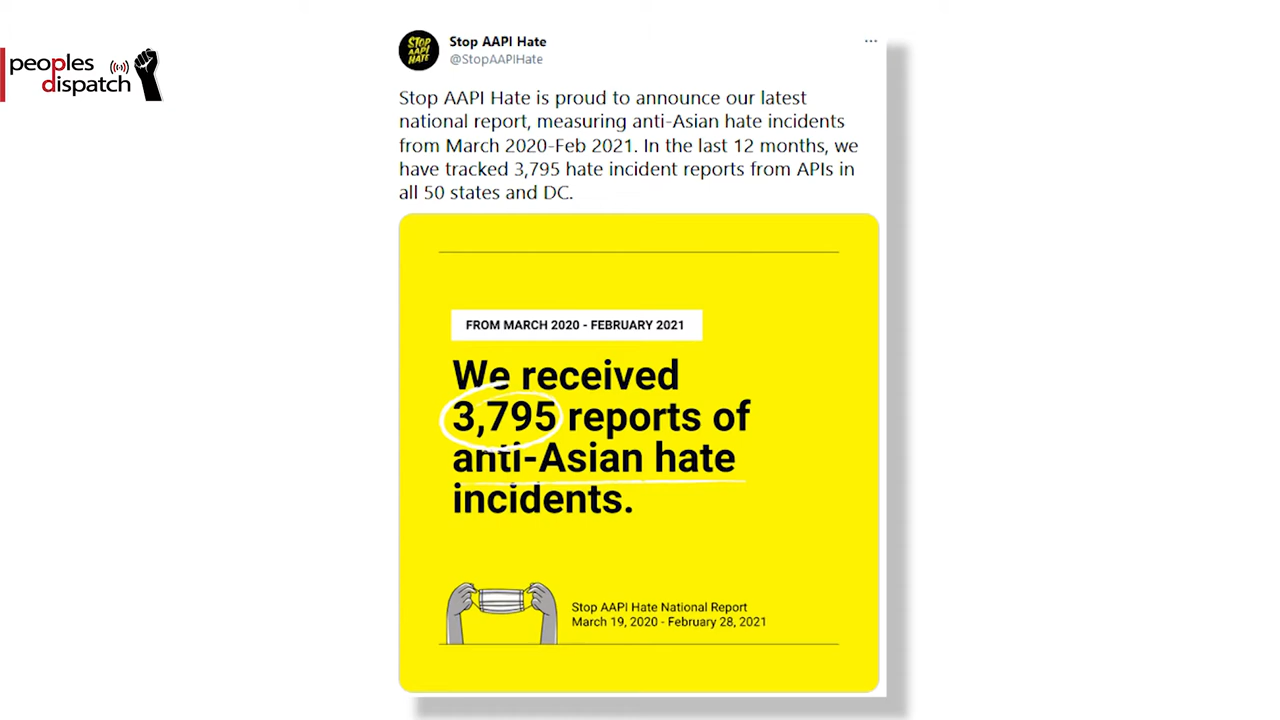 peoples
dispatch
STOP
AAPI
HATE
Stop AAPI Hate
@StopAAPIHate
Stop AAPI Hate is proud to announce our latest
national report, measuring anti-Asian hate incidents
from March 2020-Feb 2021. In the last 12 months, we
have tracked 3,795 hate incident reports from APIs in
all 50 states and DC.
FROM MARCH 2020 - FEBRUARY 2021
We received
3,795 reports of
anti-Asian hate
incidents.
Stop AAPI Hate National Report
March 19, 2020 - February 28, 2021